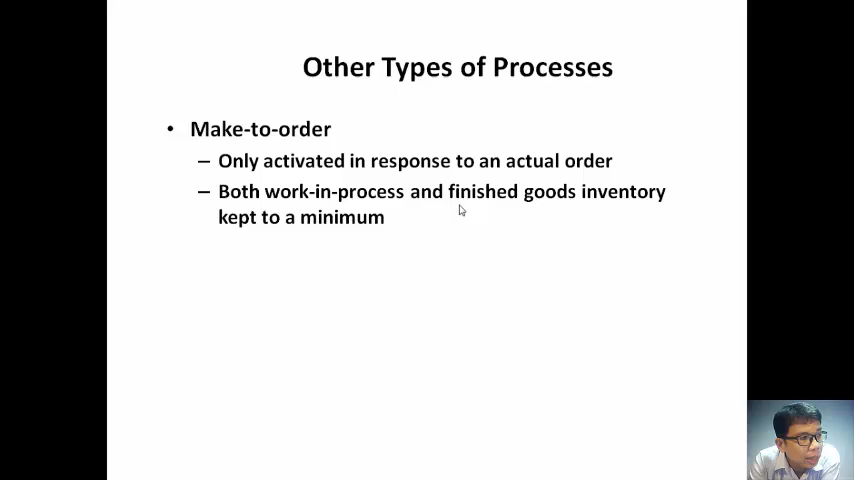 Other Types of Processes
• Make-to-order
– Only activated in response to an actual order
– Both work-in-process and finished goods inventory
kept to a minimum